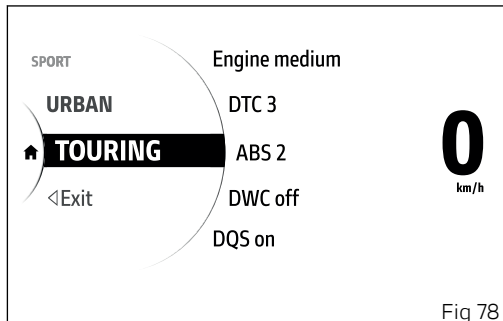 SPORT
URBAN
TOURING
◁Exit
Engine medium
DTC 3
ABS 2
DWC off
DQS on
0
km/h
Fig 78